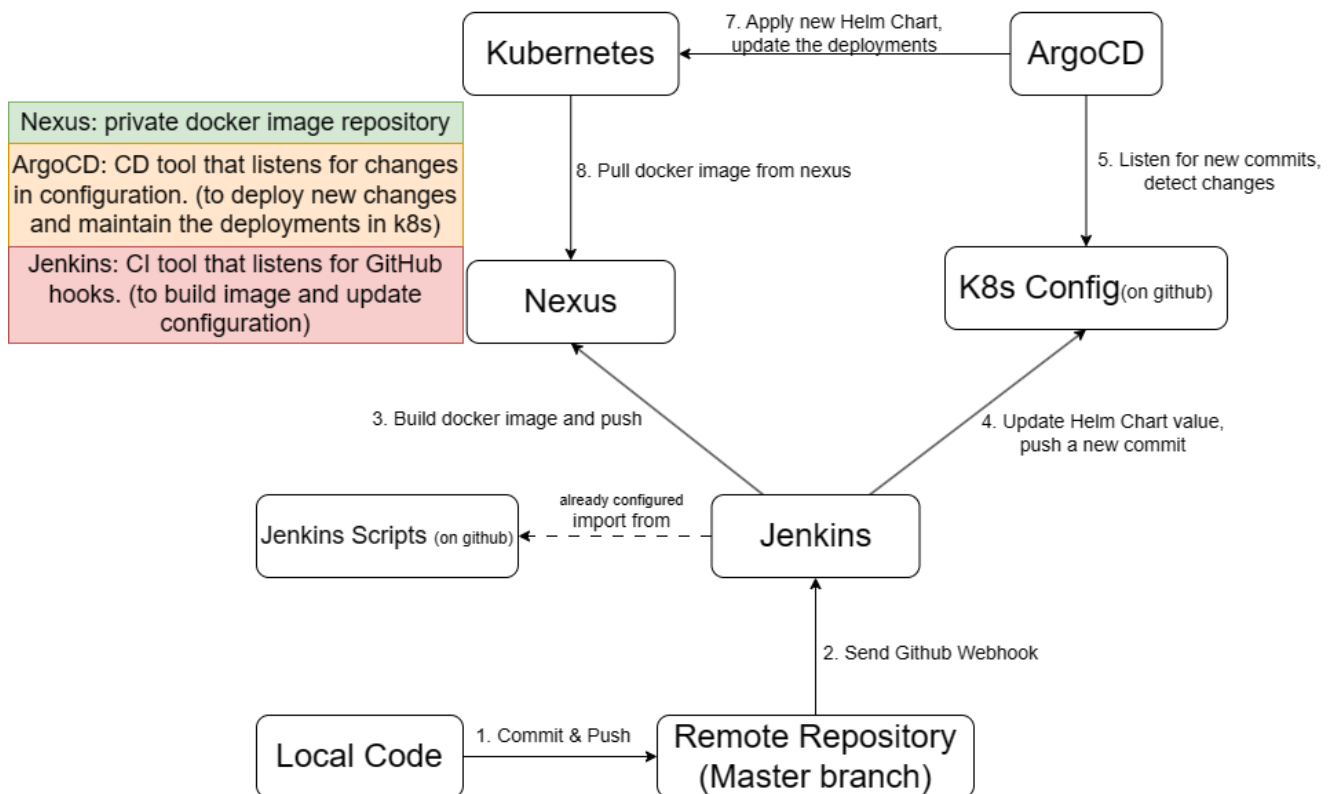 7. Apply new Helm Chart,
update the deployments
Kubernetes
ArgoCD
Nexus: private docker image repository
ArgoCD: CD tool that listens for changes
in configuration. (to deploy new changes
and maintain the deployments in k8s)
Jenkins: CI tool that listens for GitHub
hooks. (to build image and update
configuration)
8. Pull docker image from nexus
5. Listen for new commits,
detect changes
Nexus
K8s Config(on github)
3. Build docker image and push
4. Update Helm Chart value,
push a new commit
already configured
import from
Jenkins Scripts (on github)
Jenkins
2. Send Github Webhook
Local Code
1. Commit & Push
Remote Repository
(Master branch)